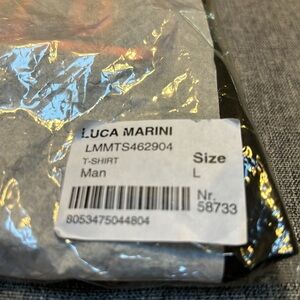 LUCA MARINI
LMMTS462904
T-SHIRT
Man
Size
L
Nr.
58733
8053475044804